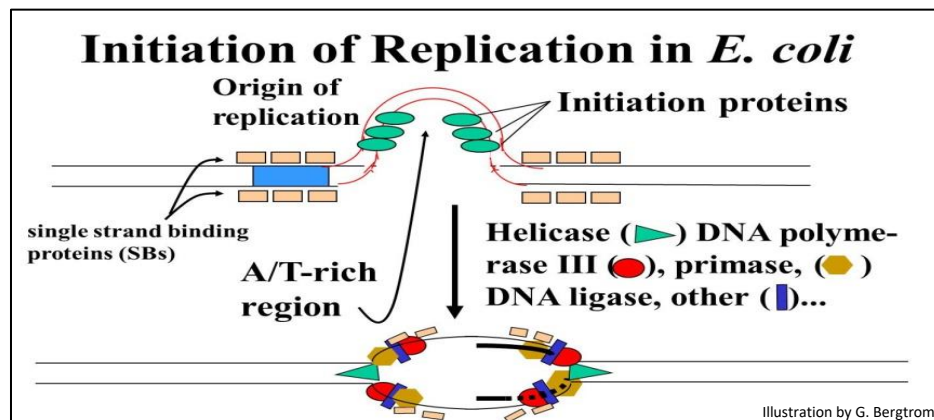 Initiation of Replication in E. coli
Origin of
replication
Initiation proteins
single strand binding
proteins (SBs)
A/T-rich
region
Helicase ( ) DNA polyme-
rase III ( ), primase, ( )
DNA ligase, other ( )...
Illustration by G. Bergtrom